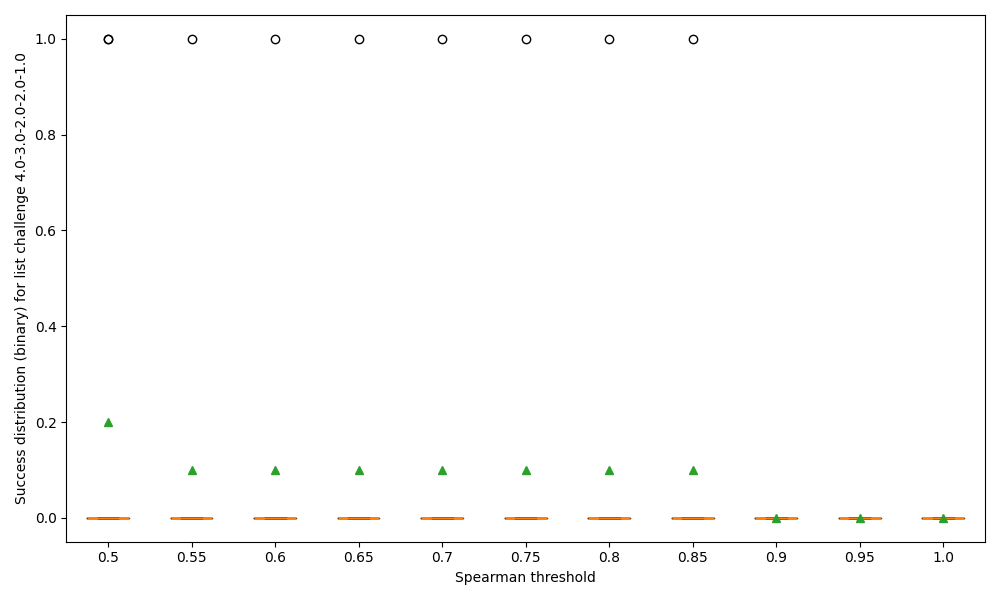 Success distribution (binary) for list challenge 4.0-3.0-2.0-2.0-1.0
1.0
0.8
0.6
0.4
0.2
0.0
0.5 0.55 0.6 0.65 0.7 0.75 0.8 0.85 0.9 0.95 1.0
Spearman threshold